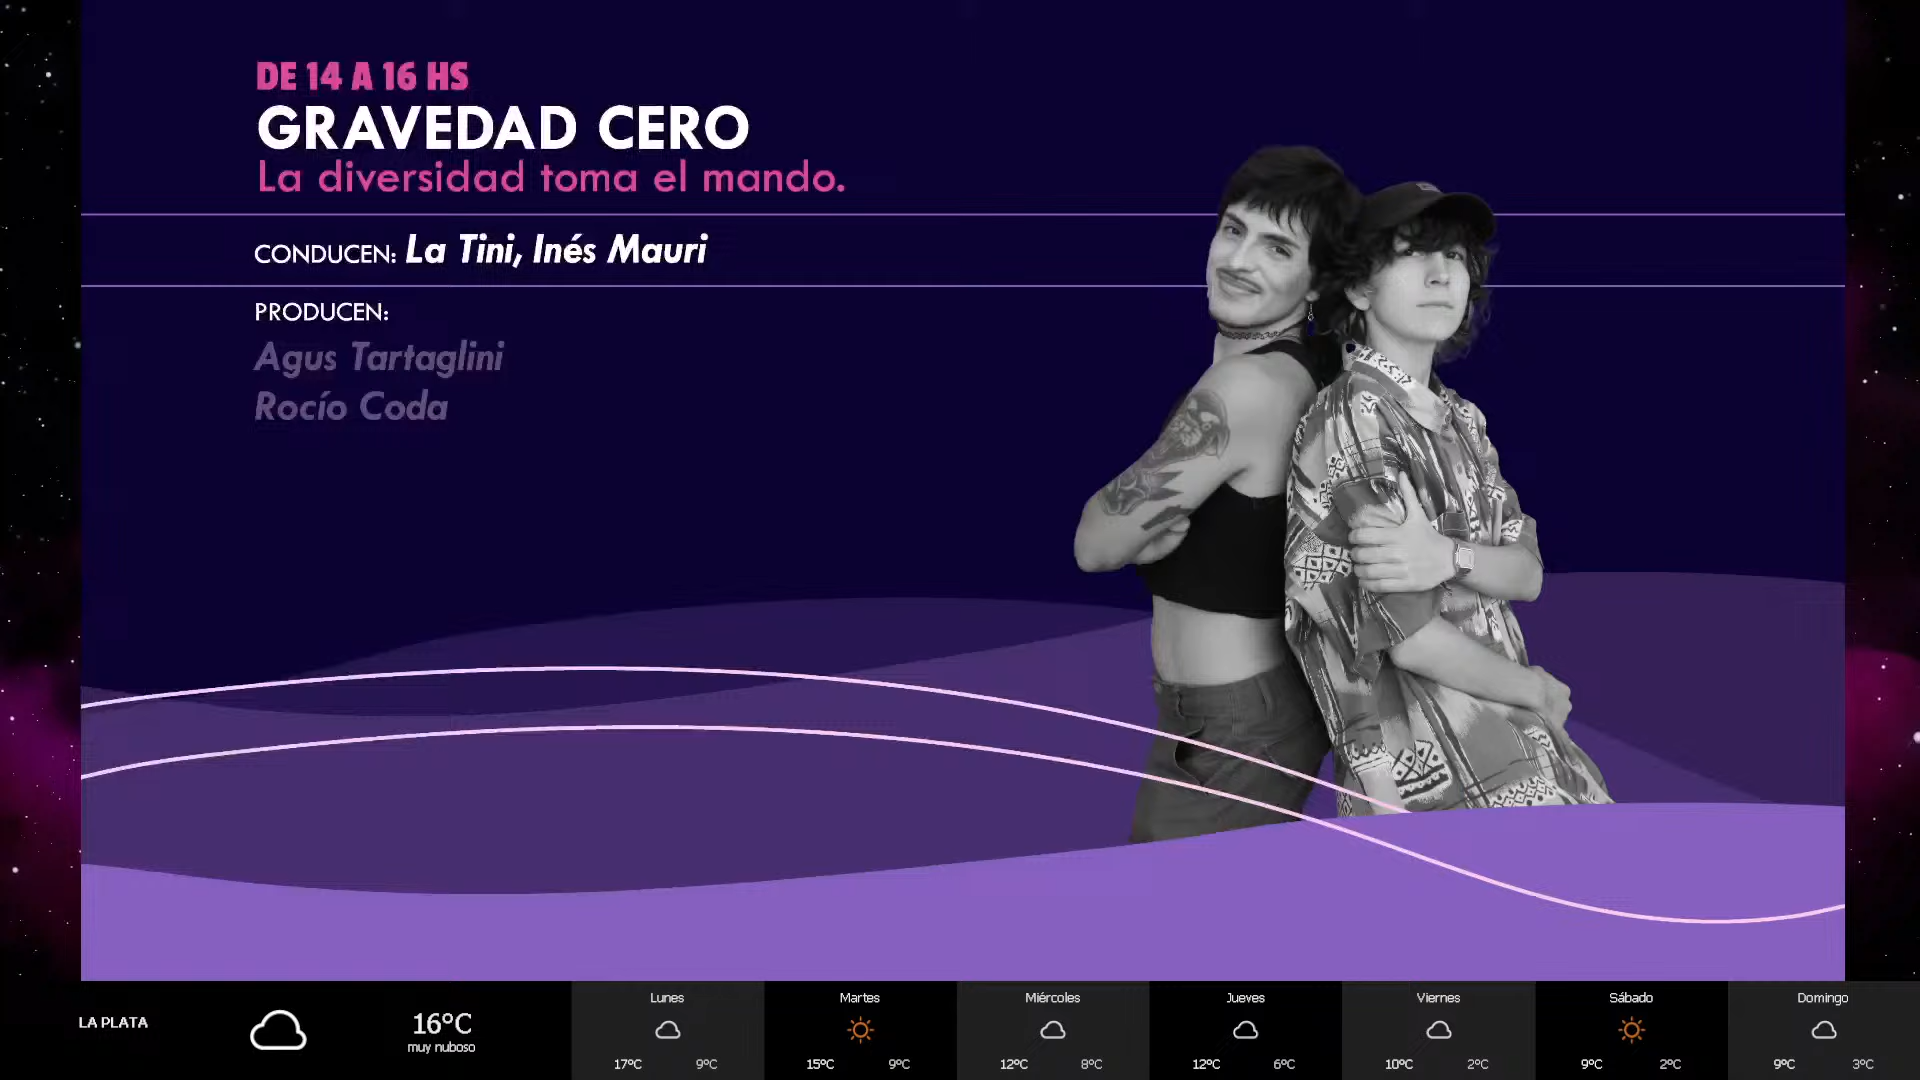 DE 14 A 16 HS
GRAVEDAD CERO
La diversidad toma el mando.
CONDUCEN: La Tini, Inés Mauri
PRODUCEN:
Agus Tartaglini
Rocío Coda
LA PLATA
16°C
muy nuboso
Lunes
17°C 9°C
Martes
15°C 9°C
Miércoles
12°C 8°C
Jueves
12°C 6°C
Viernes
10°C 2°C
Sábado
9°C 2°C
Domingo
9°C 3°C